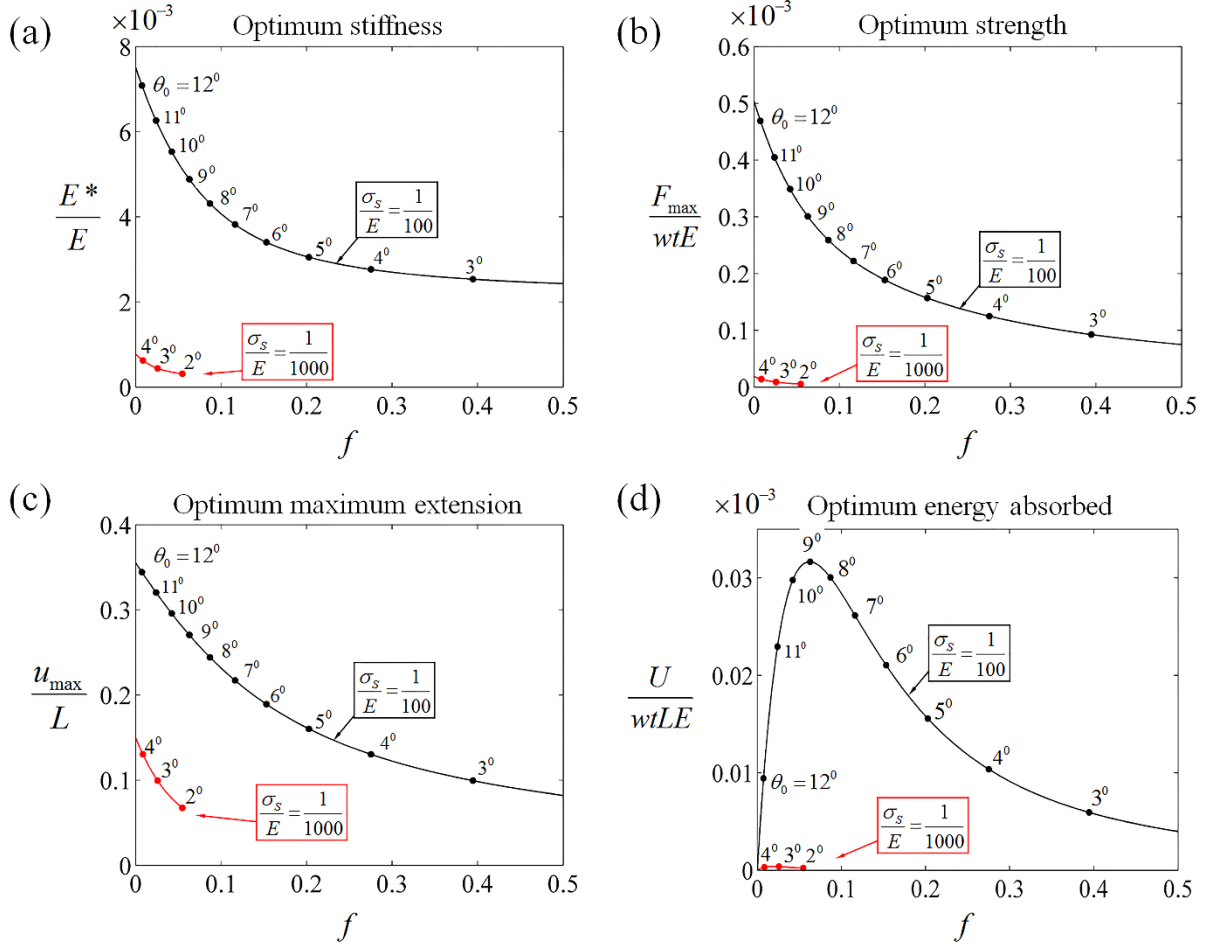 (a)
×10⁻³
Optimum stiffness
8
6
4
2
0
E*
E
θ₀ = 12⁰
11⁰
10⁰
9⁰
8⁰
7⁰
6⁰
5⁰
4⁰
3⁰
σ_s/E = 1/100
4⁰ 3⁰ 2⁰
σ_s/E = 1/1000
0 0.1 0.2 0.3 0.4 0.5
f
(b)
×10⁻³
Optimum strength
0.6
0.5
0.4
0.3
0.2
0.1
0
F_max
wtE
θ₀ = 12⁰
11⁰
10⁰
9⁰
8⁰
7⁰
6⁰
5⁰
4⁰
3⁰
σ_s/E = 1/100
4⁰ 3⁰ 2⁰
σ_s/E = 1/1000
0 0.1 0.2 0.3 0.4 0.5
f
(c)
Optimum maximum extension
0.4
0.3
0.2
0.1
0
u_max
L
θ₀ = 12⁰
11⁰
10⁰
9⁰
8⁰
7⁰
6⁰
5⁰
4⁰
3⁰
σ_s/E = 1/100
4⁰
3⁰
2⁰
σ_s/E = 1/1000
0 0.1 0.2 0.3 0.4 0.5
f
(d)
×10⁻³
Optimum energy absorbed
0.03
0.02
0.01
0
U
wtLE
9⁰
8⁰
10⁰
7⁰
11⁰
6⁰
5⁰
θ₀ = 12⁰
4⁰
3⁰
σ_s/E = 1/100
4⁰ 3⁰ 2⁰
σ_s/E = 1/1000
0 0.1 0.2 0.3 0.4 0.5
f